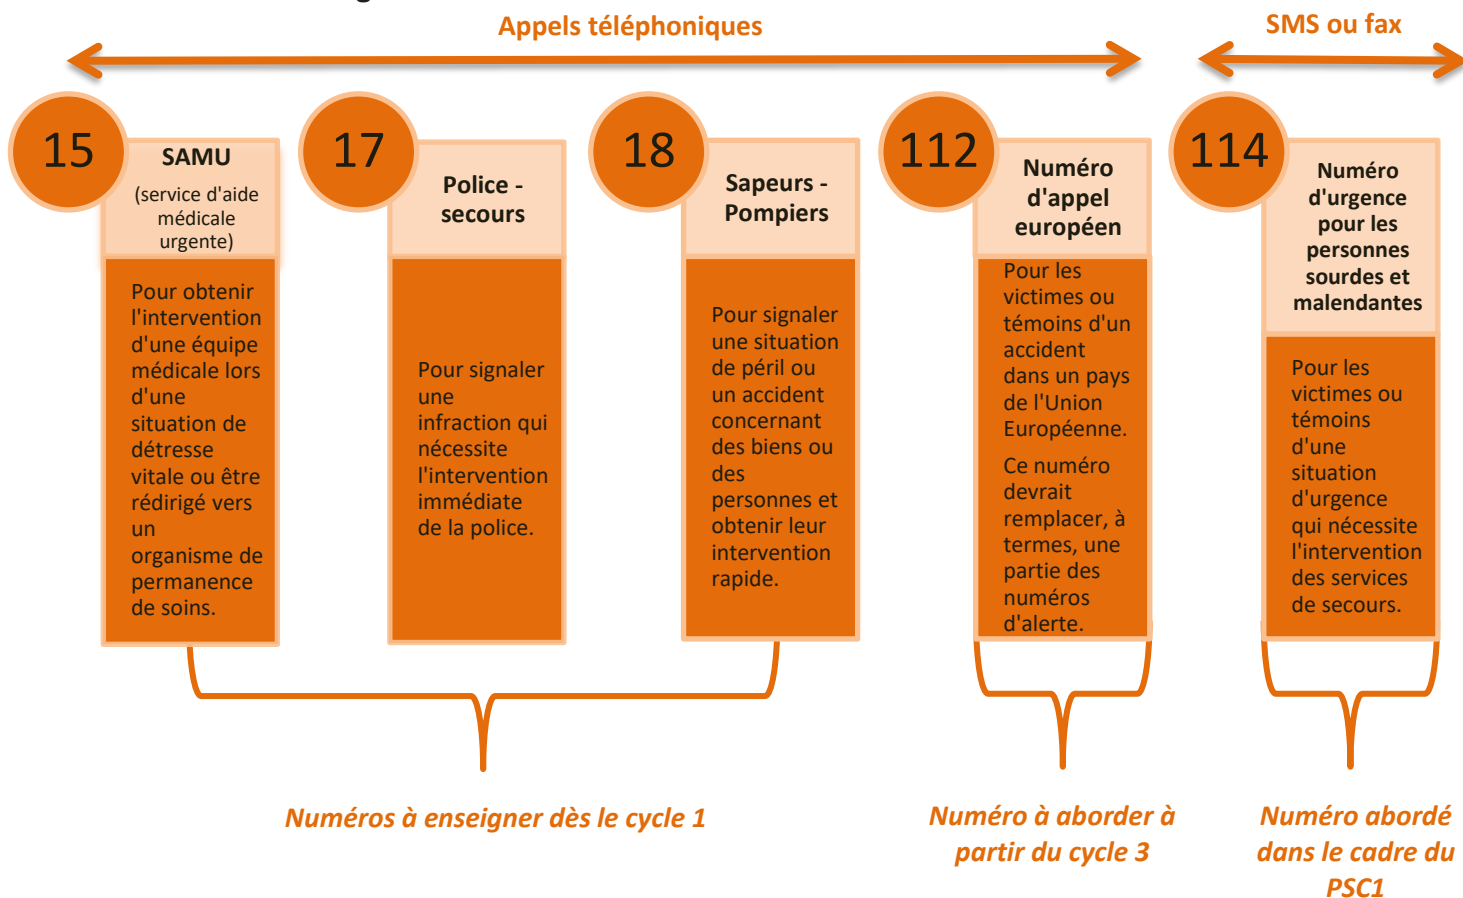 Appels téléphoniques
SMS ou fax
15
SAMU
(service d'aide
médicale
urgente)
Pour obtenir
l'intervention
d'une équipe
médicale lors
d'une
situation de
détresse
vitale ou être
rédirigé vers
un
organisme de
permanence
de soins.
17
Police -
secours
Pour signaler
une
infraction qui
nécessite
l'intervention
immédiate
de la police.
18
Sapeurs -
Pompiers
Pour signaler
une situation
de péril ou
un accident
concernant
des biens ou
des
personnes et
obtenir leur
intervention
rapide.
112
Numéro
d'appel
européen
Pour les
victimes ou
témoins d'un
accident
dans un pays
de l'Union
Européenne.
Ce numéro
devrait
remplacer, à
termes, une
partie des
numéros
d'alerte.
114
Numéro
d'urgence
pour les
personnes
sourdes et
malendantes
Pour les
victimes ou
témoins
d'une
situation
d'urgence
qui nécessite
l'intervention
des services
de secours.
Numéros à enseigner dès le cycle 1
Numéro à aborder à
partir du cycle 3
Numéro abordé
dans le cadre du
PSC1